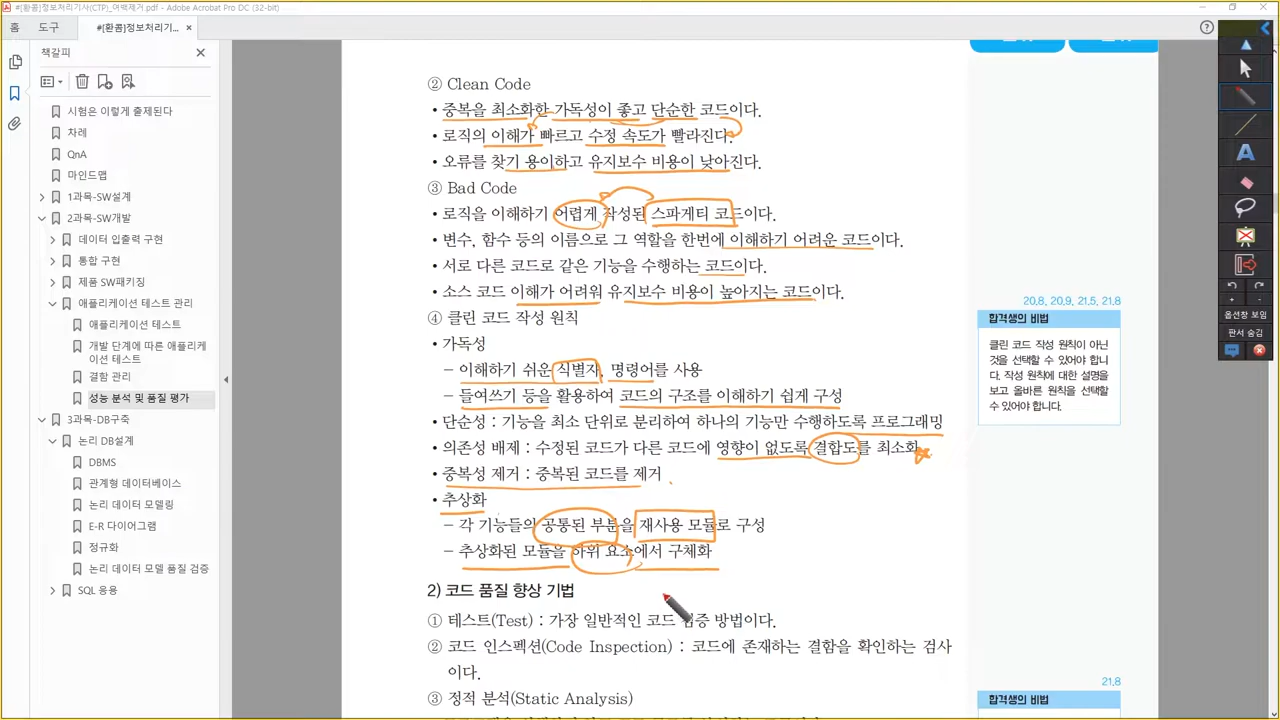 #[환콤]정보처리기사(CTP)_여백제거.pdf - Adobe Acrobat Pro DC (32-bit)
홈 도구 #[환콤]정보처리기... ×
책갈피
시험은 이렇게 출제된다
차례
QnA
마인드맵
1과목-SW설계
2과목-SW개발
데이터 입출력 구현
통합 구현
제품 SW패키징
애플리케이션 테스트 관리
애플리케이션 테스트
개발 단계에 따른 애플리케
이션 테스트
결함 관리
성능 분석 및 품질 평가
3과목-DB구축
논리 DB설계
DBMS
관계형 데이터베이스
논리 데이터 모델링
E-R 다이어그램
정규화
논리 데이터 모델 품질 검증
SQL 응용
② Clean Code
• 중복을 최소화한 가독성이 좋고 단순한 코드이다.
• 로직의 이해가 빠르고 수정 속도가 빨라진다.
• 오류를 찾기 용이하고 유지보수 비용이 낮아진다.
③ Bad Code
• 로직을 이해하기 어렵게 작성된 스파게티 코드이다.
• 변수, 함수 등의 이름으로 그 역할을 한번에 이해하기 어려운 코드이다.
• 서로 다른 코드로 같은 기능을 수행하는 코드이다.
• 소스 코드 이해가 어려워 유지보수 비용이 높아지는 코드이다.
④ 클린 코드 작성 원칙
• 가독성
– 이해하기 쉬운 식별자, 명령어를 사용
– 들여쓰기 등을 활용하여 코드의 구조를 이해하기 쉽게 구성
• 단순성 : 기능을 최소 단위로 분리하여 하나의 기능만 수행하도록 프로그래밍
• 의존성 배제 : 수정된 코드가 다른 코드에 영향이 없도록 결합도를 최소화
• 중복성 제거 : 중복된 코드를 제거
• 추상화
– 각 기능들의 공통된 부분을 재사용 모듈로 구성
– 추상화된 모듈을 하위 요소에서 구체화
2) 코드 품질 향상 기법
① 테스트(Test) : 가장 일반적인 코드 검증 방법이다.
② 코드 인스펙션(Code Inspection) : 코드에 존재하는 결함을 확인하는 검사
이다.
③ 정적 분석(Static Analysis)
20.8, 20.9, 21.5, 21.8
합격생의 비법
클린 코드 작성 원칙이 아닌
것을 선택할 수 있어야 합니
다. 작성 원칙에 대한 설명을
보고 올바른 원칙을 선택할
수 있어야 합니다.
21.8
합격생의 비법
A
옵션창 보임
판서 숨김